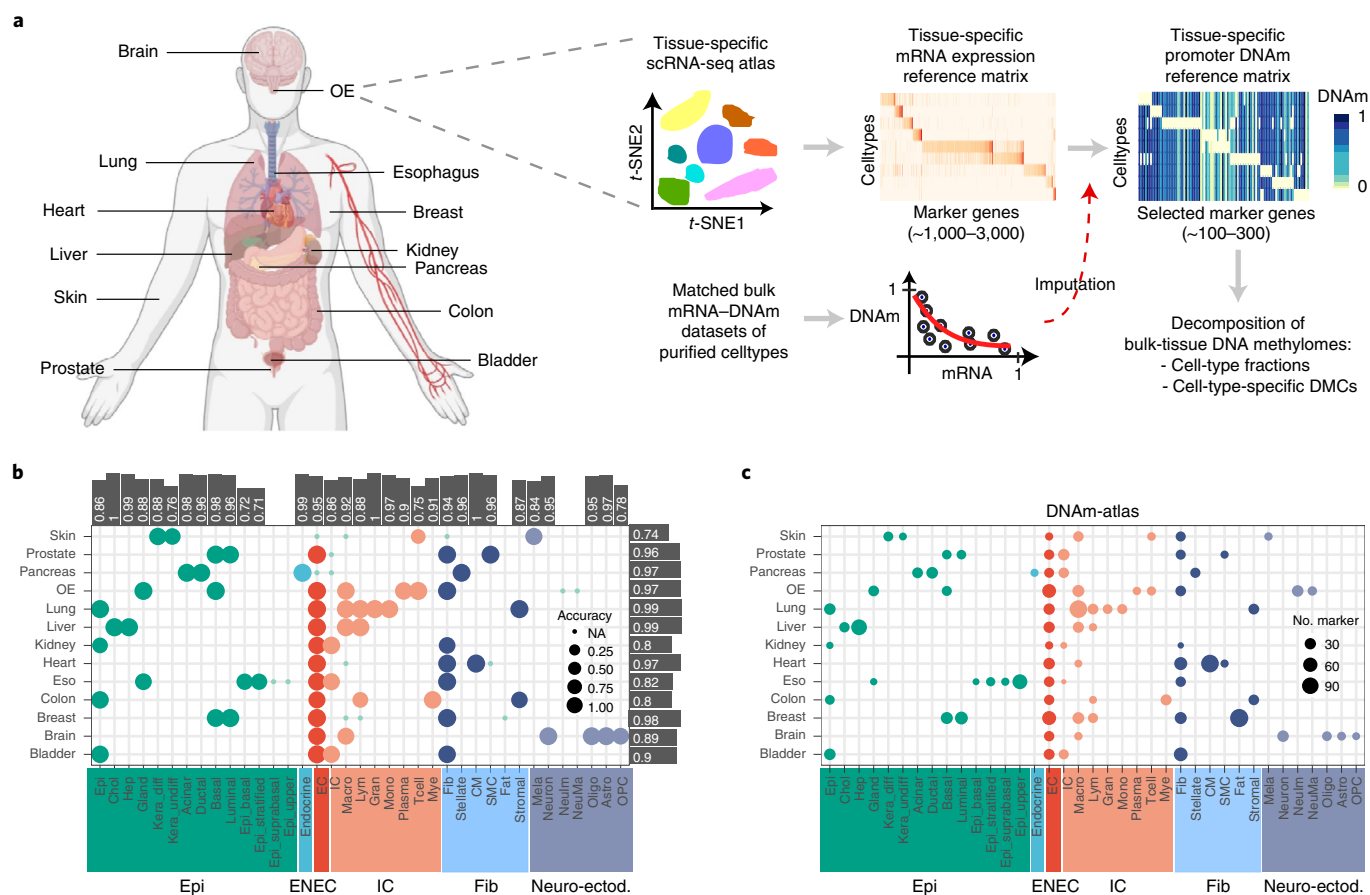 a
Brain
OE
Lung
Esophagus
Heart
Breast
Liver
Kidney
Pancreas
Skin
Colon
Prostate
Bladder
Tissue-specific
scRNA-seq atlas
t-SNE2
t-SNE1
Tissue-specific
mRNA expression
reference matrix
Celltypes
Marker genes
(~1,000–3,000)
Tissue-specific
promoter DNAm
reference matrix
DNAm
1
0
Celltypes
Selected marker genes
(~100–300)
Matched bulk
mRNA–DNAm
datasets of
purified celltypes
1
DNAm
mRNA
1
Imputation
Decomposition of
bulk-tissue DNA methylomes:
- Cell-type fractions
- Cell-type-specific DMCs
b
0.86
1
0.99
0.88
0.88
0.76
0.98
0.96
0.98
0.96
0.72
0.71
0.99
0.95
0.86
0.92
0.88
1
0.97
0.9
0.75
0.91
0.94
0.96
1
0.96
0.87
0.84
0.95
0.95
0.97
0.78
Skin 0.74
Prostate 0.96
Pancreas 0.97
OE 0.97
Lung 0.99
Liver 0.99
Kidney 0.8
Heart 0.97
Eso 0.82
Colon 0.8
Breast 0.98
Brain 0.89
Bladder 0.9
Accuracy
NA
0.25
0.50
0.75
1.00
Epi
Chol
Hep
Gland
Kera_diff
Kera_undiff
Acinar
Ductal
Basal
Luminal
Epi_basal
Epi_stratified
Epi_suprabasal
Epi_upper
Endocrine
EC
IC
Macro
Lym
Gran
Mono
Plasma
Tcell
Mye
Fib
Stellate
CM
SMC
Fat
Stromal
Mela
Neuron
NeuIm
NeuMa
Oligo
Astro
OPC
Epi
ENEC
IC
Fib
Neuro-ectod.
c
DNAm-atlas
Skin
Prostate
Pancreas
OE
Lung
Liver
Kidney
Heart
Eso
Colon
Breast
Brain
Bladder
No. marker
30
60
90
Epi
Chol
Hep
Gland
Kera_diff
Kera_undiff
Acinar
Ductal
Basal
Luminal
Epi_basal
Epi_stratified
Epi_suprabasal
Epi_upper
Endocrine
EC
IC
Macro
Lym
Gran
Mono
Plasma
Tcell
Mye
Fib
Stellate
CM
SMC
Fat
Stromal
Mela
Neuron
NeuIm
NeuMa
Oligo
Astro
OPC
Epi
ENEC
IC
Fib
Neuro-ectod.